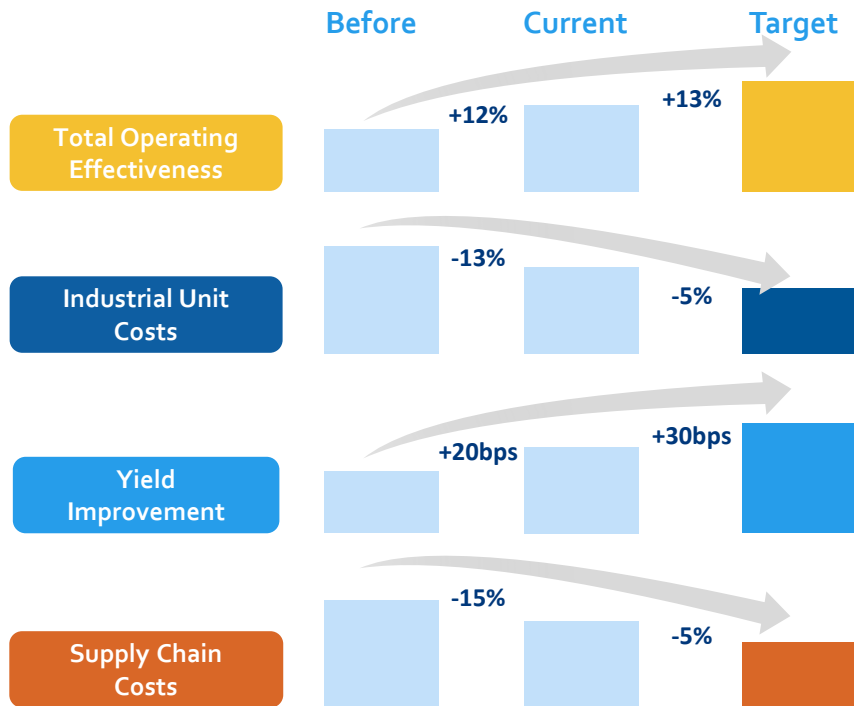 Before Current Target
+12% +13%
Total Operating
Effectiveness
-13%
-5%
Industrial Unit
Costs
+20bps +30bps
Yield
Improvement
-15%
-5%
Supply Chain
Costs